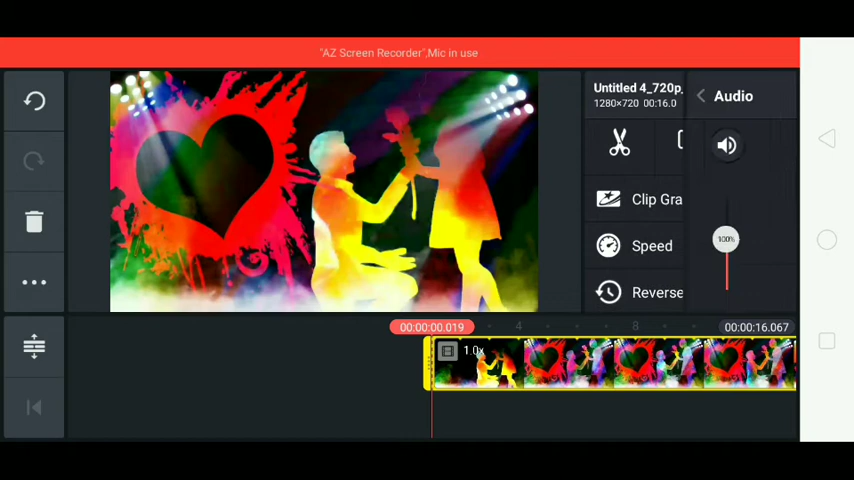 "AZ Screen Recorder",Mic in use
Untitled 4_720p_
1280×720 00:16.0
Audio
Clip Gra
100%
Speed
Reverse
00:00:00.019
4
8
00:00:16.067
1.0x